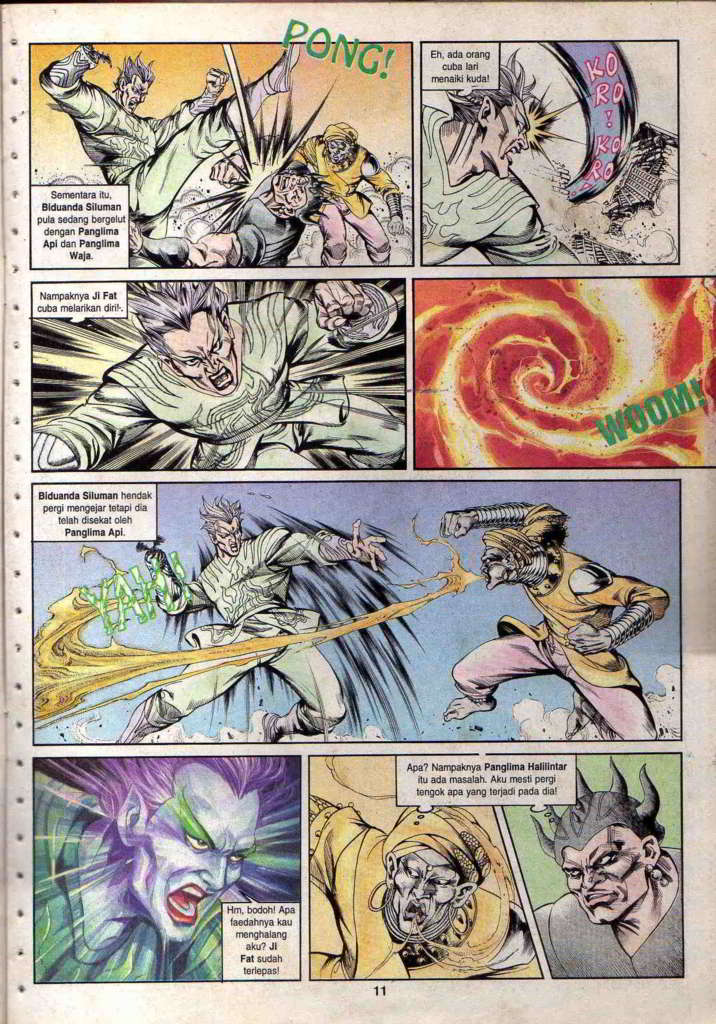 PONG!
Sementara itu,
Biduanda Siluman
pula sedang bergelut
dengan Panglima
Api dan Panglima
Waja.
Eh, ada orang
cuba lari
menaiki kuda!
KO
RO
!
KO
RO
Nampaknya Ji Fat
cuba melarikan diri!-.
WOOM!
Biduanda Siluman hendak
pergi mengejar tetapi dia
telah disekat oleh
Panglima Api.
Hm, bodoh! Apa
faedahnya kau
menghalang
aku? Ji
Fat sudah
terlepas!
Apa? Nampaknya Panglima Halilintar
itu ada masalah. Aku mesti pergi
tengok apa yang terjadi pada dia!
11